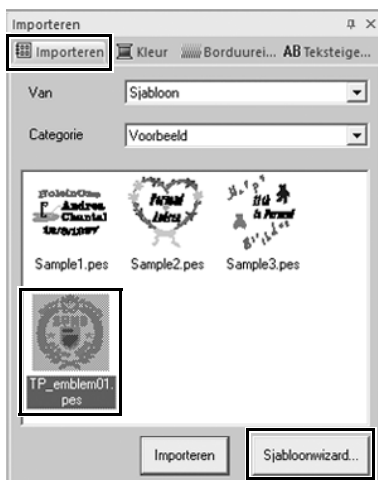 Importeren
Importeren Kleur Borduurei... AB Teksteige...
Van Sjabloon
Categorie Voorbeeld
Sample1.pes Sample2.pes Sample3.pes
TP_emblem01.
pes
Importeren Sjabloonwizard...